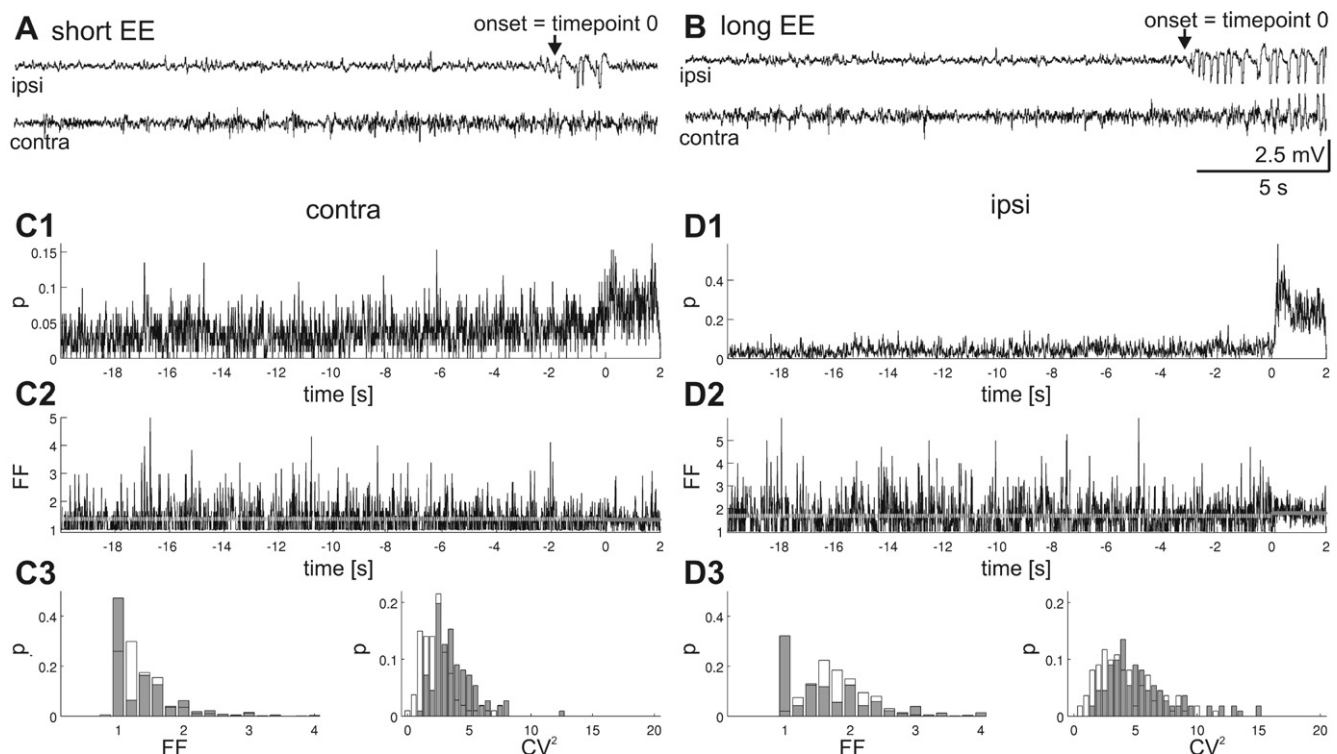 A short EE
onset = timepoint 0
ipsi
contra
B long EE
onset = timepoint 0
ipsi
contra
2.5 mV
5 s
contra
C1
0.15
0.1
0.05
0
p
-18 -16 -14 -12 -10 -8 -6 -4 -2 0 2
time [s]
ipsi
D1
0.4
0.2
0
p
-18 -16 -14 -12 -10 -8 -6 -4 -2 0 2
time [s]
C2
5
4
3
2
1
FF
-18 -16 -14 -12 -10 -8 -6 -4 -2 0 2
time [s]
D2
5
4
3
2
1
FF
-18 -16 -14 -12 -10 -8 -6 -4 -2 0 2
time [s]
C3
0.4
0.2
0
p
1 2 3 4
FF
0.2
0.1
0
p
0 5 10 15 20
CV²
D3
0.4
0.2
0
p
1 2 3 4
FF
0.2
0.1
0
p
0 5 10 15 20
CV²